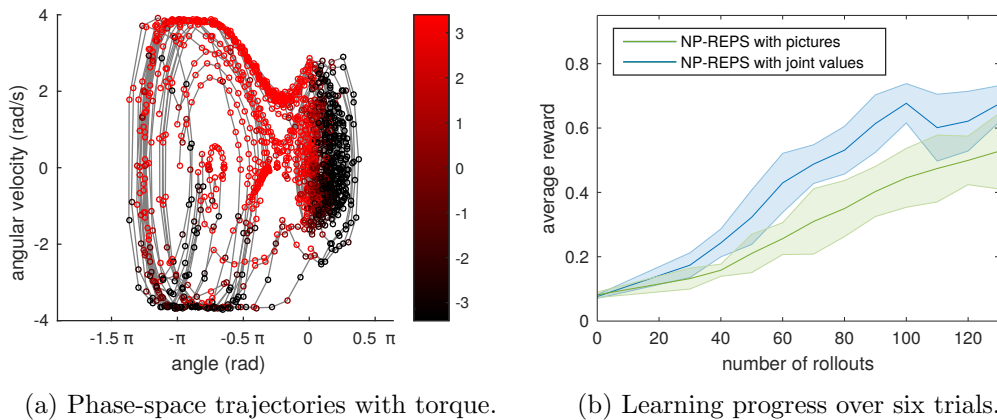 4
2
0
-2
-4
angular velocity (rad/s)
-1.5 π
-π
-0.5π
0
0.5 π
angle (rad)
3
2
1
0
-1
-2
-3
(a) Phase-space trajectories with torque.
0.8
0.6
0.4
0.2
0
average reward
NP-REPS with pictures
NP-REPS with joint values
0
20
40
60
80
100
120
number of rollouts
(b) Learning progress over six trials